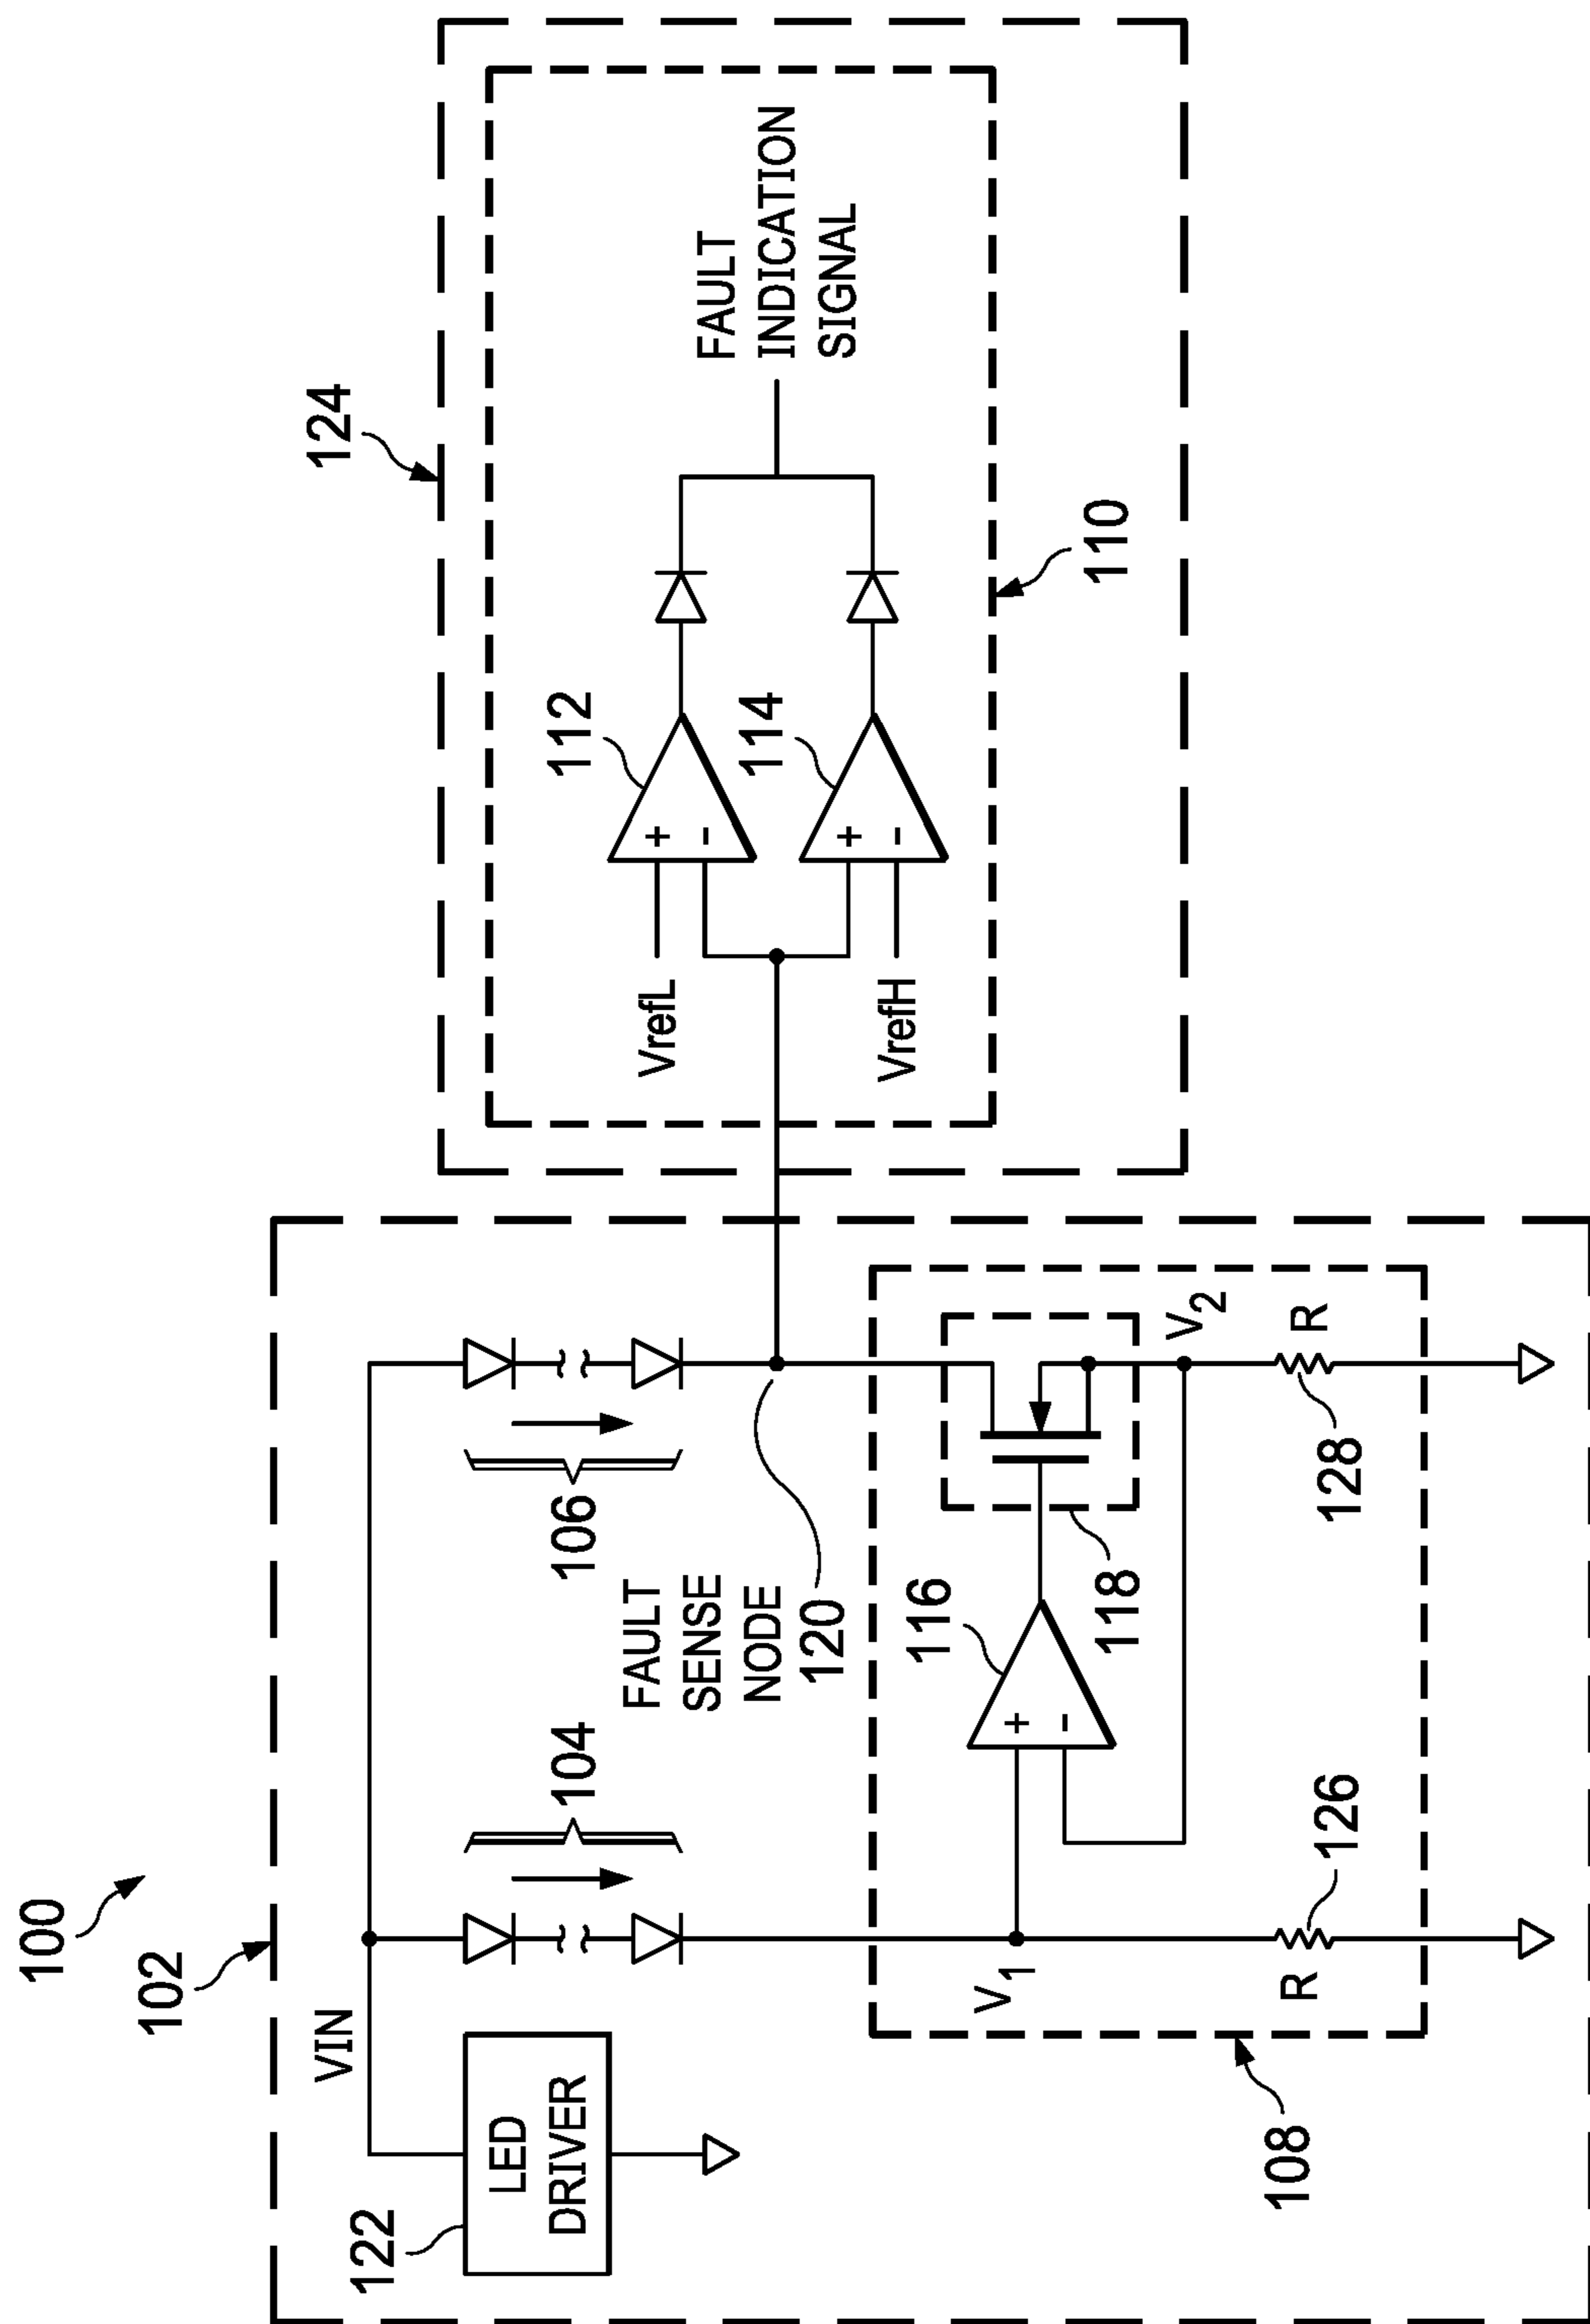 100
102
122
LED
DRIVER
VIN
104
106
FAULT
SENSE
NODE
120
108
V1
R
126
116
+
-
118
V2
R
128
124
110
VrefL
VrefH
112
+
-
114
+
-
FAULT
INDICATION
SIGNAL